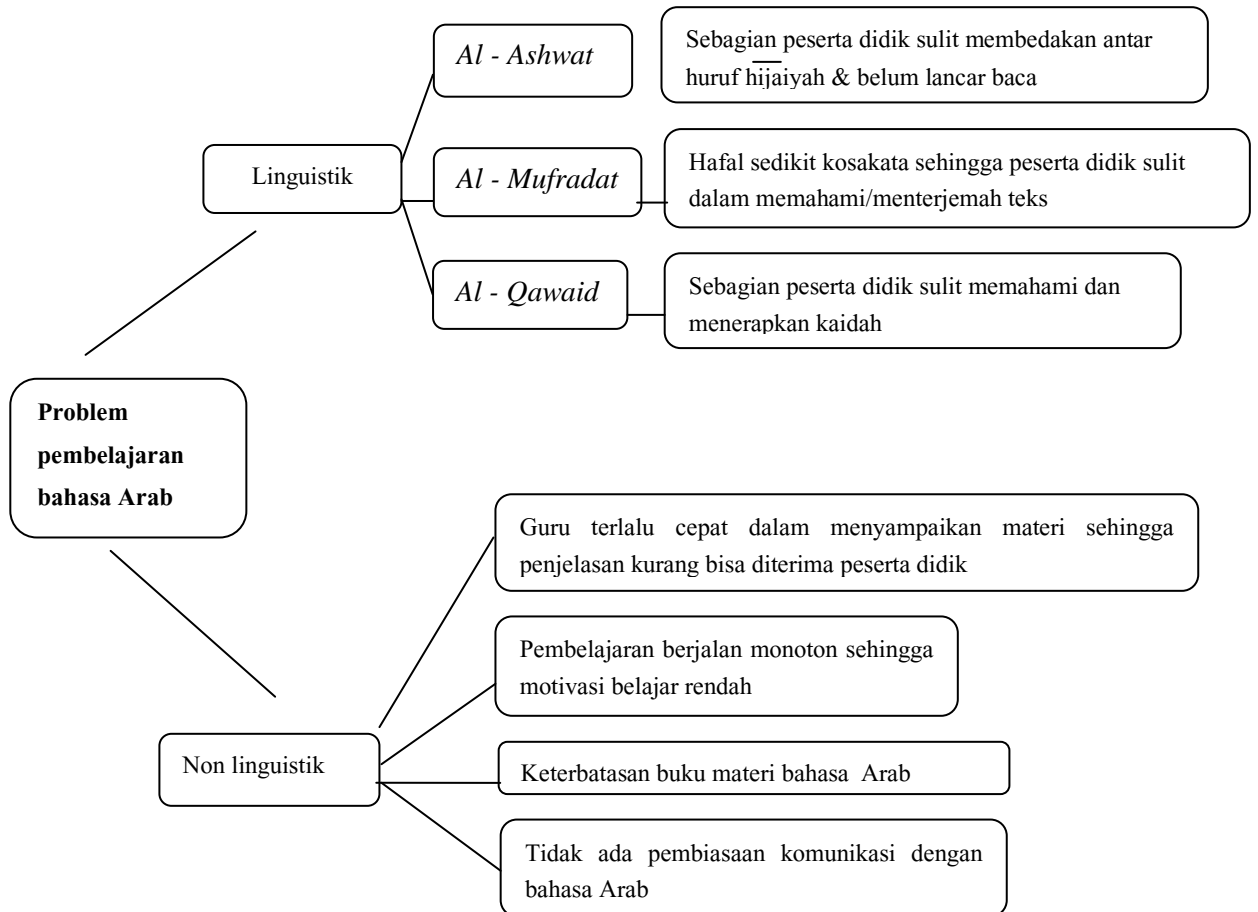 Al - Ashwat
Sebagian peserta didik sulit membedakan antar
huruf hijaiyah & belum lancar baca
Linguistik
Al - Mufradat
Hafal sedikit kosakata sehingga peserta didik sulit
dalam memahami/menterjemah teks
Al - Qawaid
Sebagian peserta didik sulit memahami dan
menerapkan kaidah
Problem
pembelajaran
bahasa Arab
Guru terlalu cepat dalam menyampaikan materi sehingga
penjelasan kurang bisa diterima peserta didik
Pembelajaran berjalan monoton sehingga
motivasi belajar rendah
Non linguistik
Keterbatasan buku materi bahasa Arab
Tidak ada pembiasaan komunikasi dengan
bahasa Arab